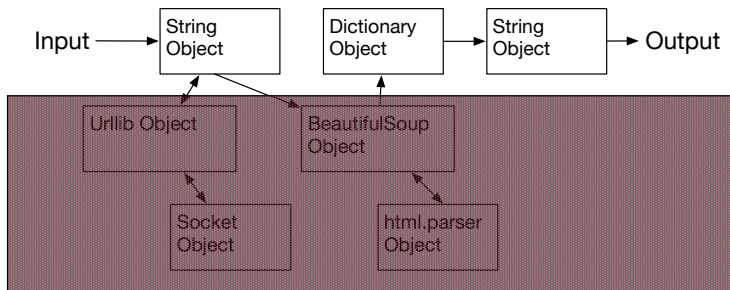 Input
String
Object
Dictionary
Object
String
Object
Output
Urllib Object
BeautifulSoup
Object
Socket
Object
html.parser
Object